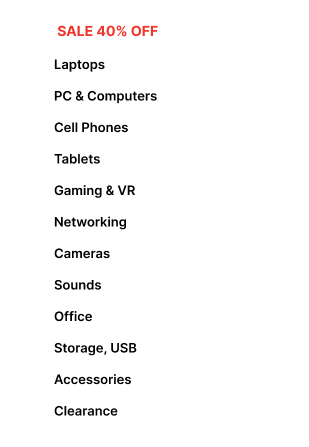 SALE 40% OFF
Laptops
PC & Computers
Cell Phones
Tablets
Gaming & VR
Networking
Cameras
Sounds
Office
Storage, USB
Accessories
Clearance